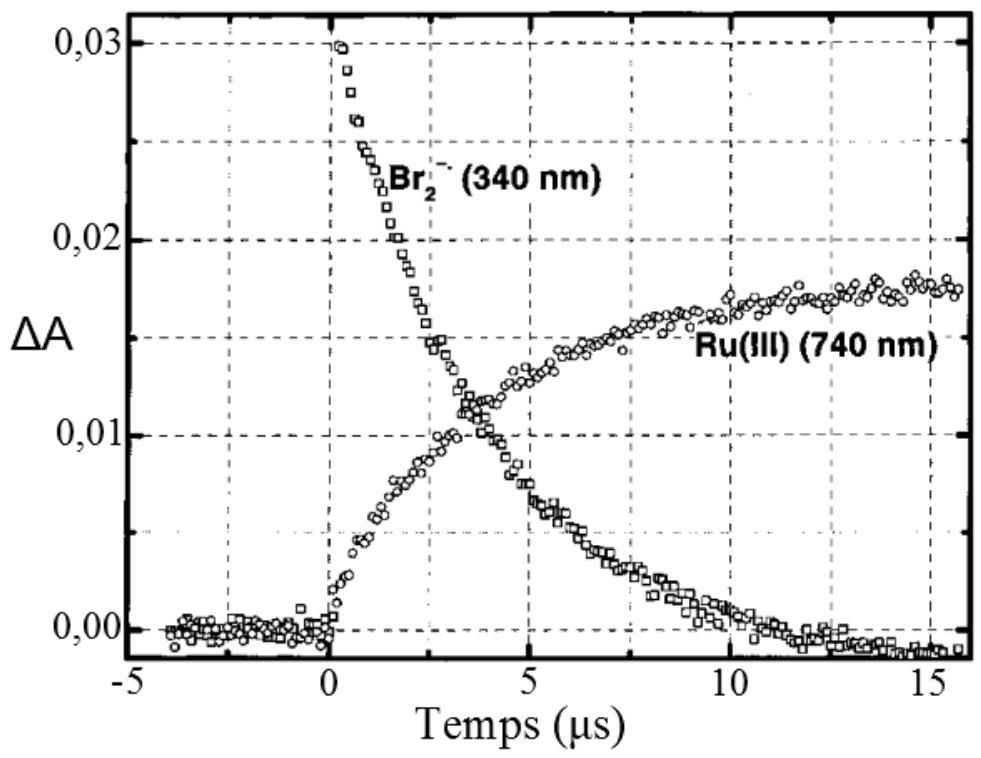 0,03
Br₂⁻· (340 nm)
0,02
ΔA
Ru(III) (740 nm)
0,01
0,00
-5 0 5 10 15
Temps (µs)